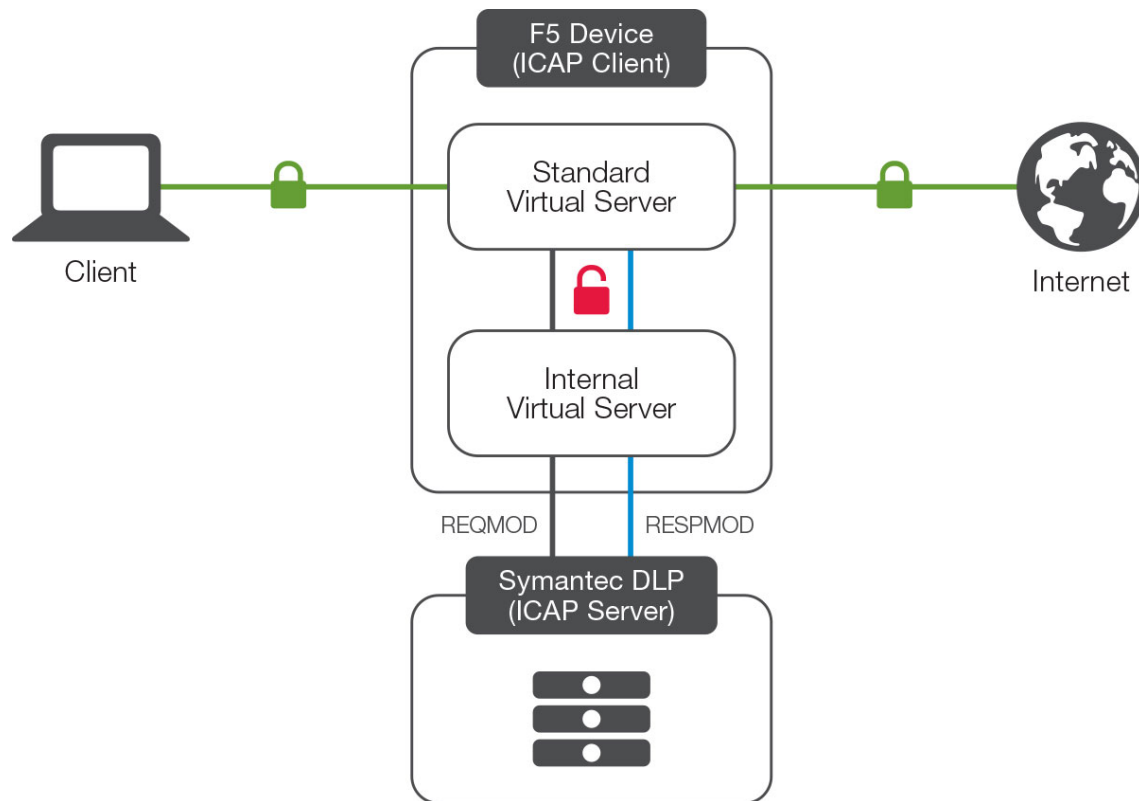 F5 Device
(ICAP Client)
Standard
Virtual Server
Client
Internet
Internal
Virtual Server
REQMOD
RESPMOD
Symantec DLP
(ICAP Server)